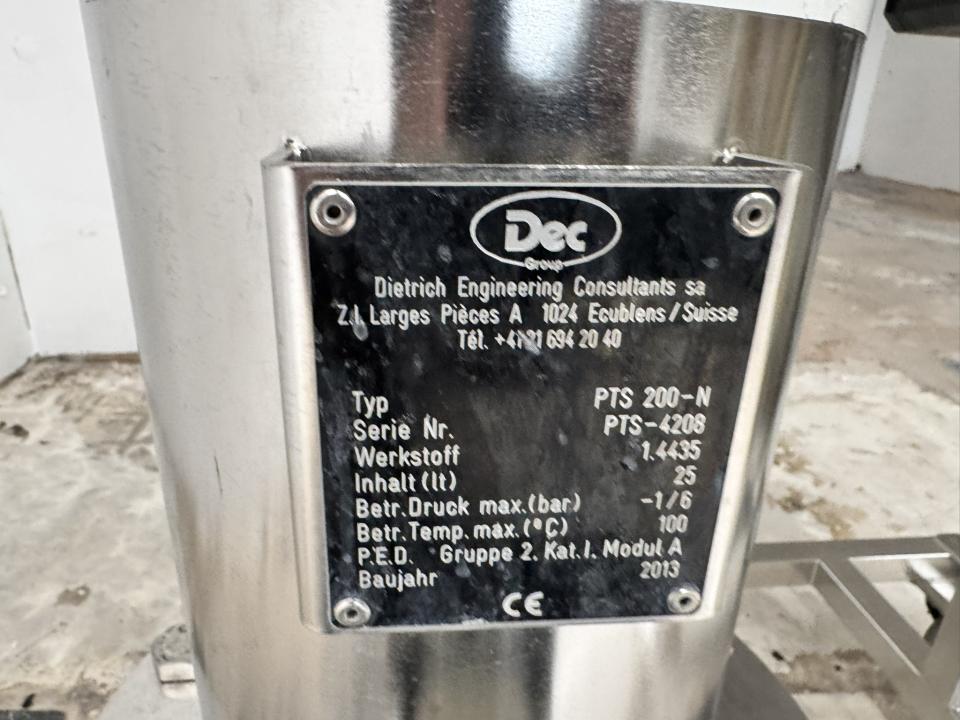 Dec
Group
Dietrich Engineering Consultants sa
Z.I. Larges Pièces A 1024 Ecublens/Suisse
Tél. +41 21 694 20 40
Typ PTS 200-N
Serie Nr. PTS-4208
Werkstoff 1.4435
Inhalt (lt) 25
Betr.Druck max.(bar) -1/6
Betr.Temp.max.(°C) 100
P.E.D. Gruppe 2. Kat.I. Modul A
Baujahr 2013
CE